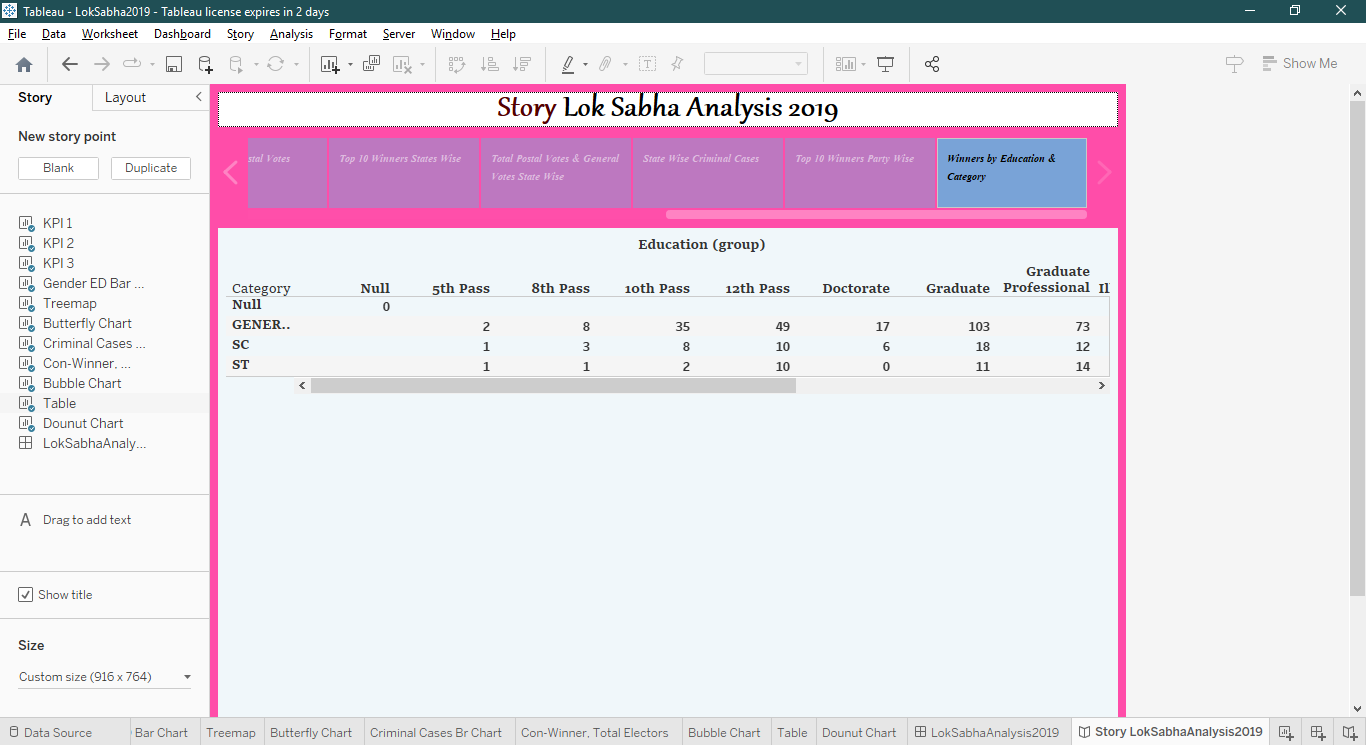 Tableau - LokSabha2019 - Tableau license expires in 2 days
File Data Worksheet Dashboard Story Analysis Format Server Window Help
Show Me
Story Layout
New story point
Blank Duplicate
KPI 1
KPI 2
KPI 3
Gender ED Bar ...
Treemap
Butterfly Chart
Criminal Cases ...
Con-Winner, ...
Bubble Chart
Table
Dounut Chart
LokSabhaAnaly...
A Drag to add text
Show title
Size
Custom size (916 x 764)
Story Lok Sabha Analysis 2019
stal Votes
Top 10 Winners States Wise
Total Postal Votes & General
Votes State Wise
State Wise Criminal Cases
Top 10 Winners Party Wise
Winners by Education &
Category
Education (group)
Category Null 5th Pass 8th Pass 10th Pass 12th Pass Doctorate Graduate Graduate Professional Il
Null 0
GENER.. 2 8 35 49 17 103 73
SC 1 3 8 10 6 18 12
ST 1 1 2 10 0 11 14
Data Source Bar Chart Treemap Butterfly Chart Criminal Cases Br Chart Con-Winner, Total Electors Bubble Chart Table Dounut Chart LokSabhaAnalysis2019 Story LokSabhaAnalysis2019